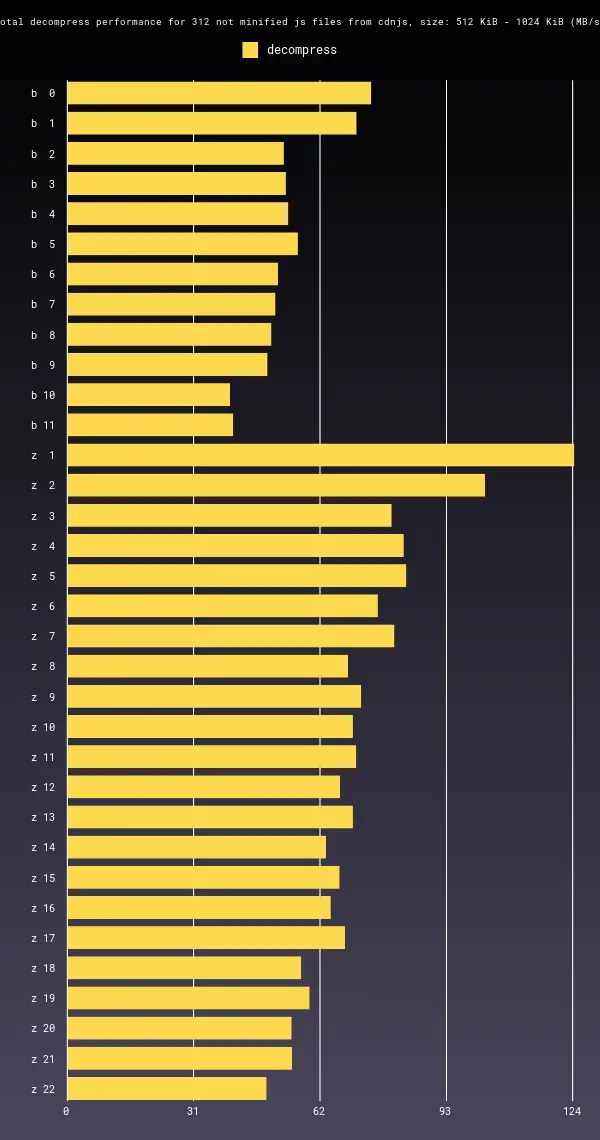 otal decompress performance for 312 not minified js files from cdnjs, size: 512 KiB - 1024 KiB (MB/s
decompress
b 0
b 1
b 2
b 3
b 4
b 5
b 6
b 7
b 8
b 9
b 10
b 11
z 1
z 2
z 3
z 4
z 5
z 6
z 7
z 8
z 9
z 10
z 11
z 12
z 13
z 14
z 15
z 16
z 17
z 18
z 19
z 20
z 21
z 22
0 31 62 93 124